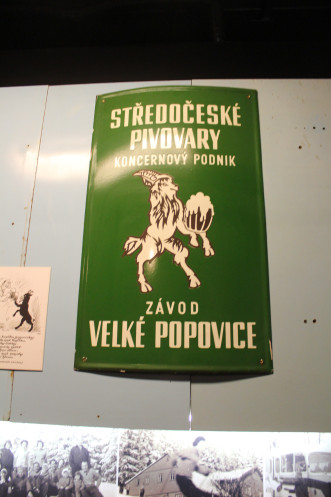 STŘEDOČESKÉ
PIVOVARY
KONCERNOVÝ PODNIK
ZÁVOD
VELKÉ POPOVICE